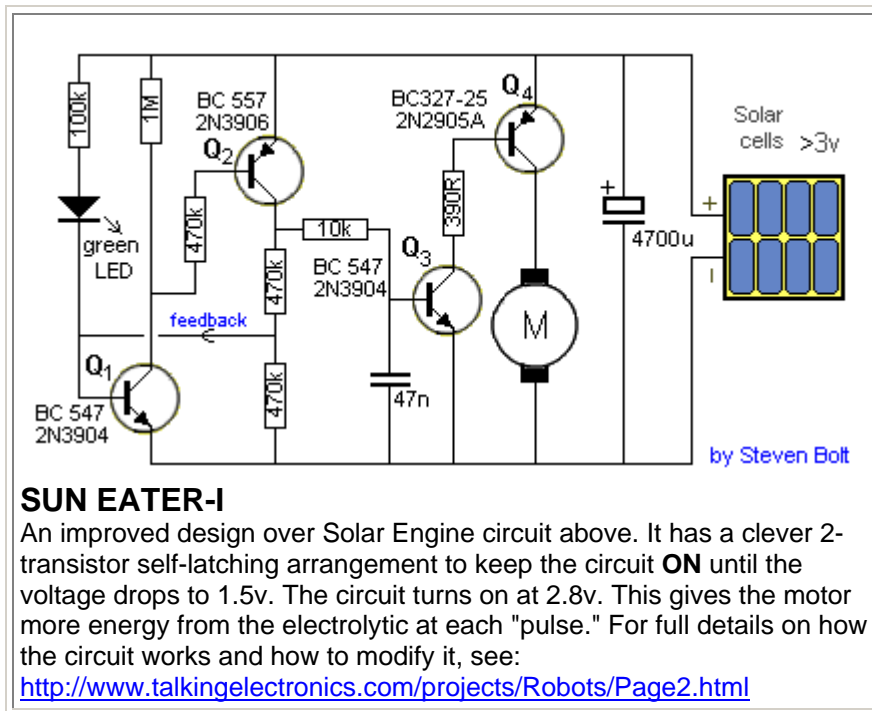 BC 557
2N3906
Q2
BC327-25
2N2905A
Q4
Solar
cells >3v
100k
1M
470k
390R
+
+
10k
4700u
green
LED
Q3
BC 547
2N3904
470k
feedback
M
Q1
470k
47n
BC 547
2N3904
by Steven Bolt
SUN EATER-I
An improved design over Solar Engine circuit above. It has a clever 2-
transistor self-latching arrangement to keep the circuit ON until the
voltage drops to 1.5v. The circuit turns on at 2.8v. This gives the motor
more energy from the electrolytic at each "pulse." For full details on how
the circuit works and how to modify it, see:
http://www.talkingelectronics.com/projects/Robots/Page2.html